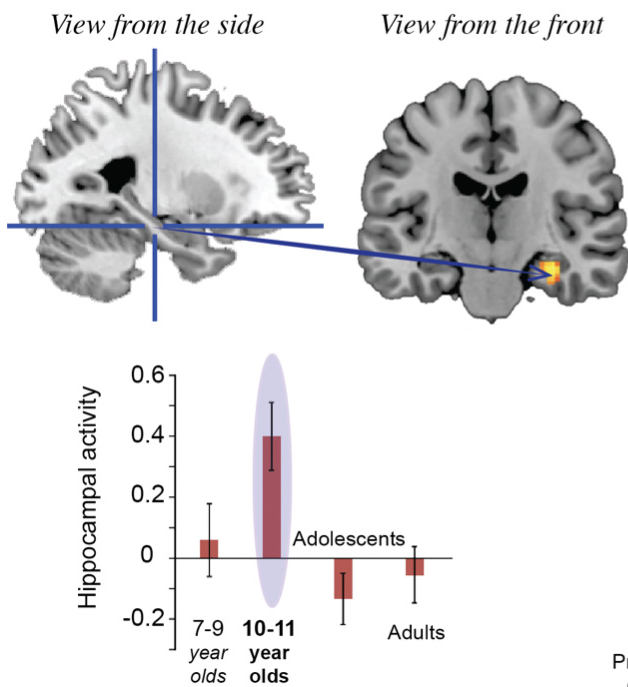 View from the side
View from the front
Hippocampal activity
0.6
0.4
0.2
0
-0.2
Adolescents
Adults
7-9
year
olds
10-11
year
olds